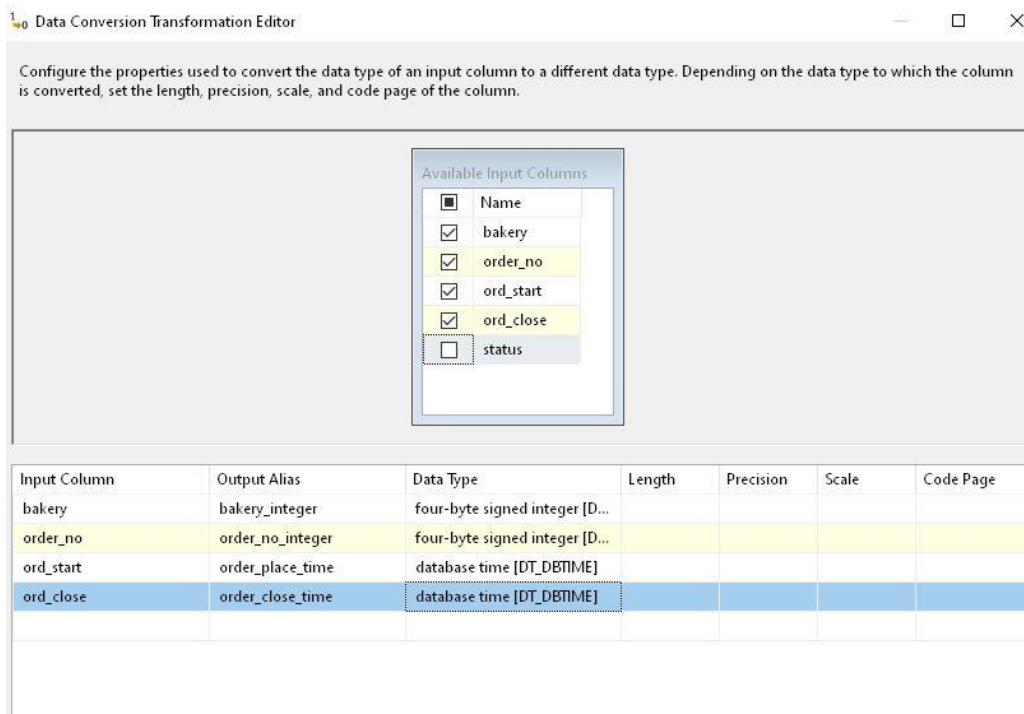 Data Conversion Transformation Editor
Configure the properties used to convert the data type of an input column to a different data type. Depending on the data type to which the column
is converted, set the length, precision, scale, and code page of the column.
Available Input Columns
Name
bakery
order_no
ord_start
ord_close
status
Input Column Output Alias Data Type Length Precision Scale Code Page
bakery bakery_integer four-byte signed integer [D...
order_no order_no_integer four-byte signed integer [D...
ord_start order_place_time database time [DT_DBTIME]
ord_close order_close_time database time [DT_DBTIME]